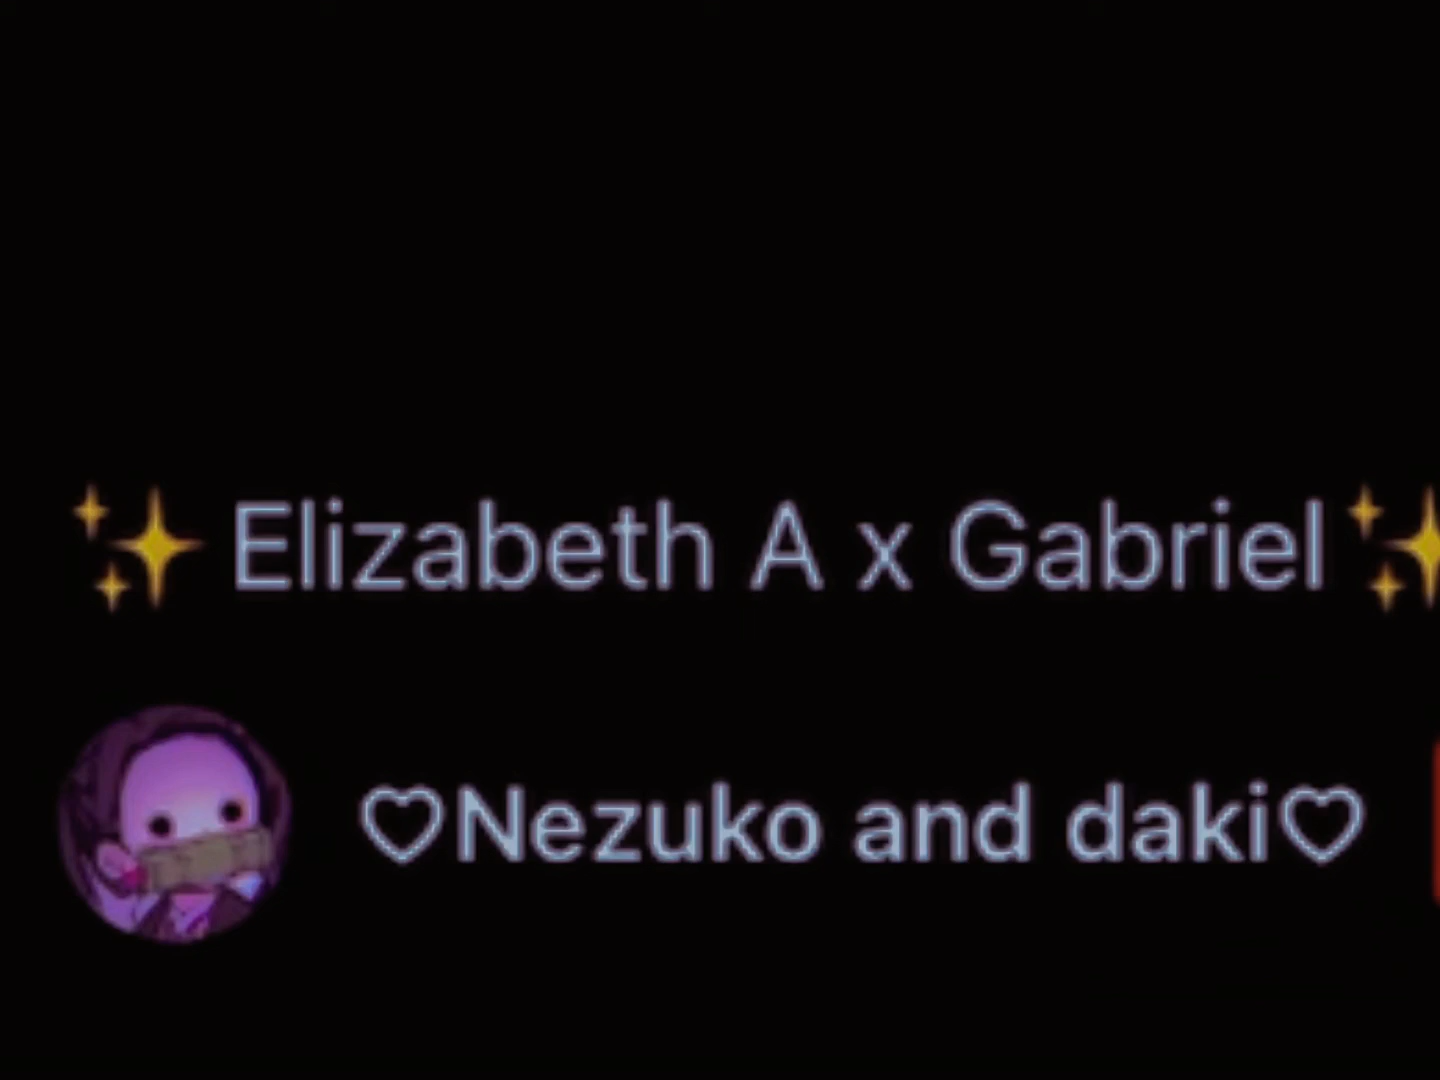 ✨ Elizabeth A x Gabriel ✨
♡Nezuko and daki♡